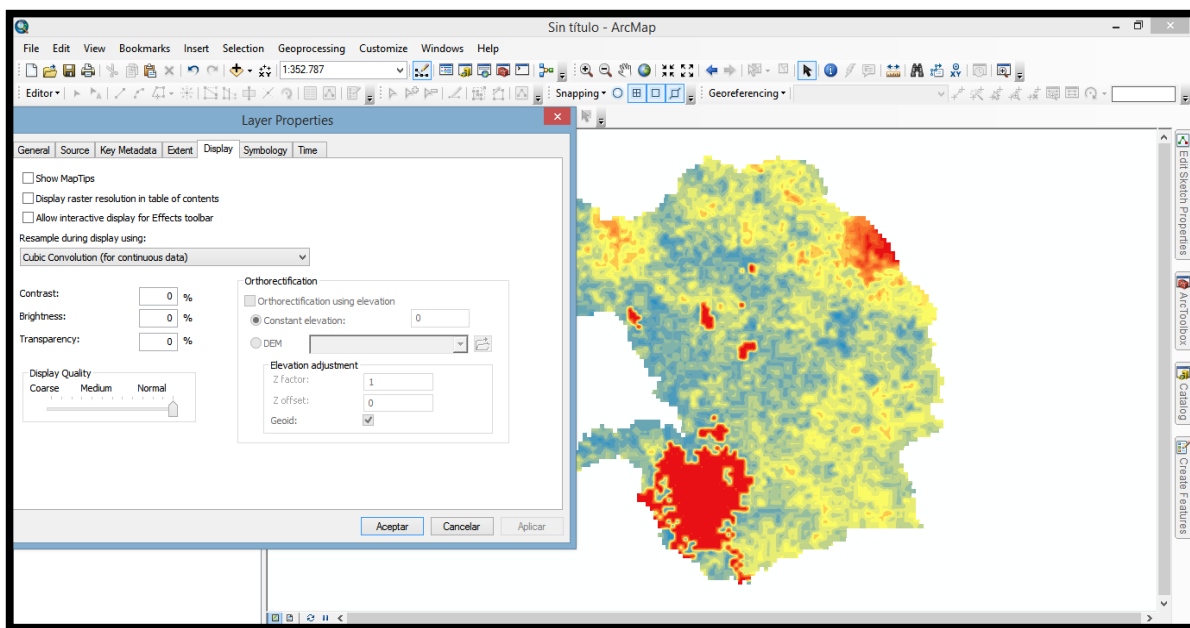 Sin título - ArcMap
File Edit View Bookmarks Insert Selection Geoprocessing Customize Windows Help
1:352.787
Editor Snapping Georeferencing
Layer Properties
General Source Key Metadata Extent Display Symbology Time
Show MapTips
Display raster resolution in table of contents
Allow interactive display for Effects toolbar
Resample during display using:
Cubic Convolution (for continuous data)
Contrast: 0 %
Brightness: 0 %
Transparency: 0 %
Display Quality
Coarse Medium Normal
Orthorectification
Orthorectification using elevation
Constant elevation: 0
DEM
Elevation adjustment
Z factor: 1
Z offset: 0
Geoid:
Aceptar Cancelar Aplicar
Edit Sketch Properties
ArcToolbox
Catalog
Create Features